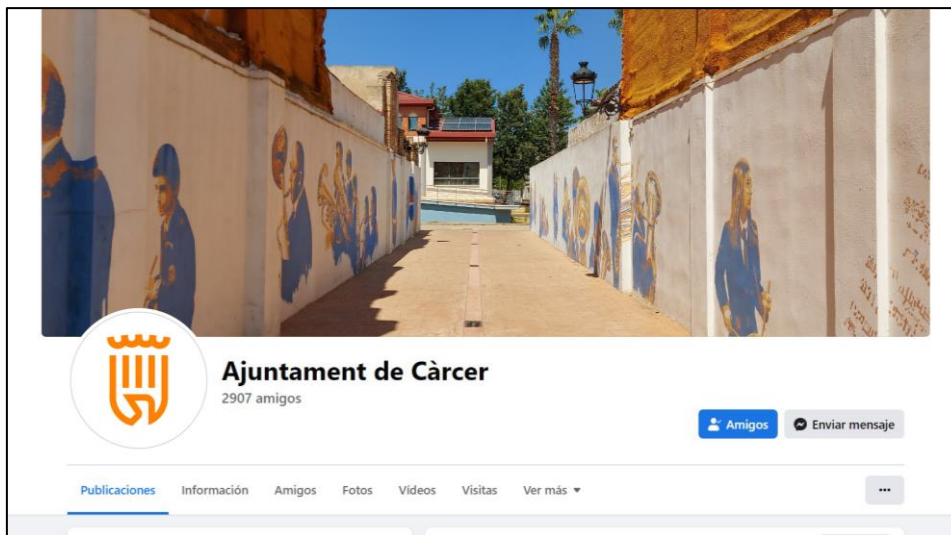 Ajuntament de Càrcer
2907 amigos
Amigos
Enviar mensaje
Publicaciones
Información
Amigos
Fotos
Vídeos
Visitas
Ver más
...